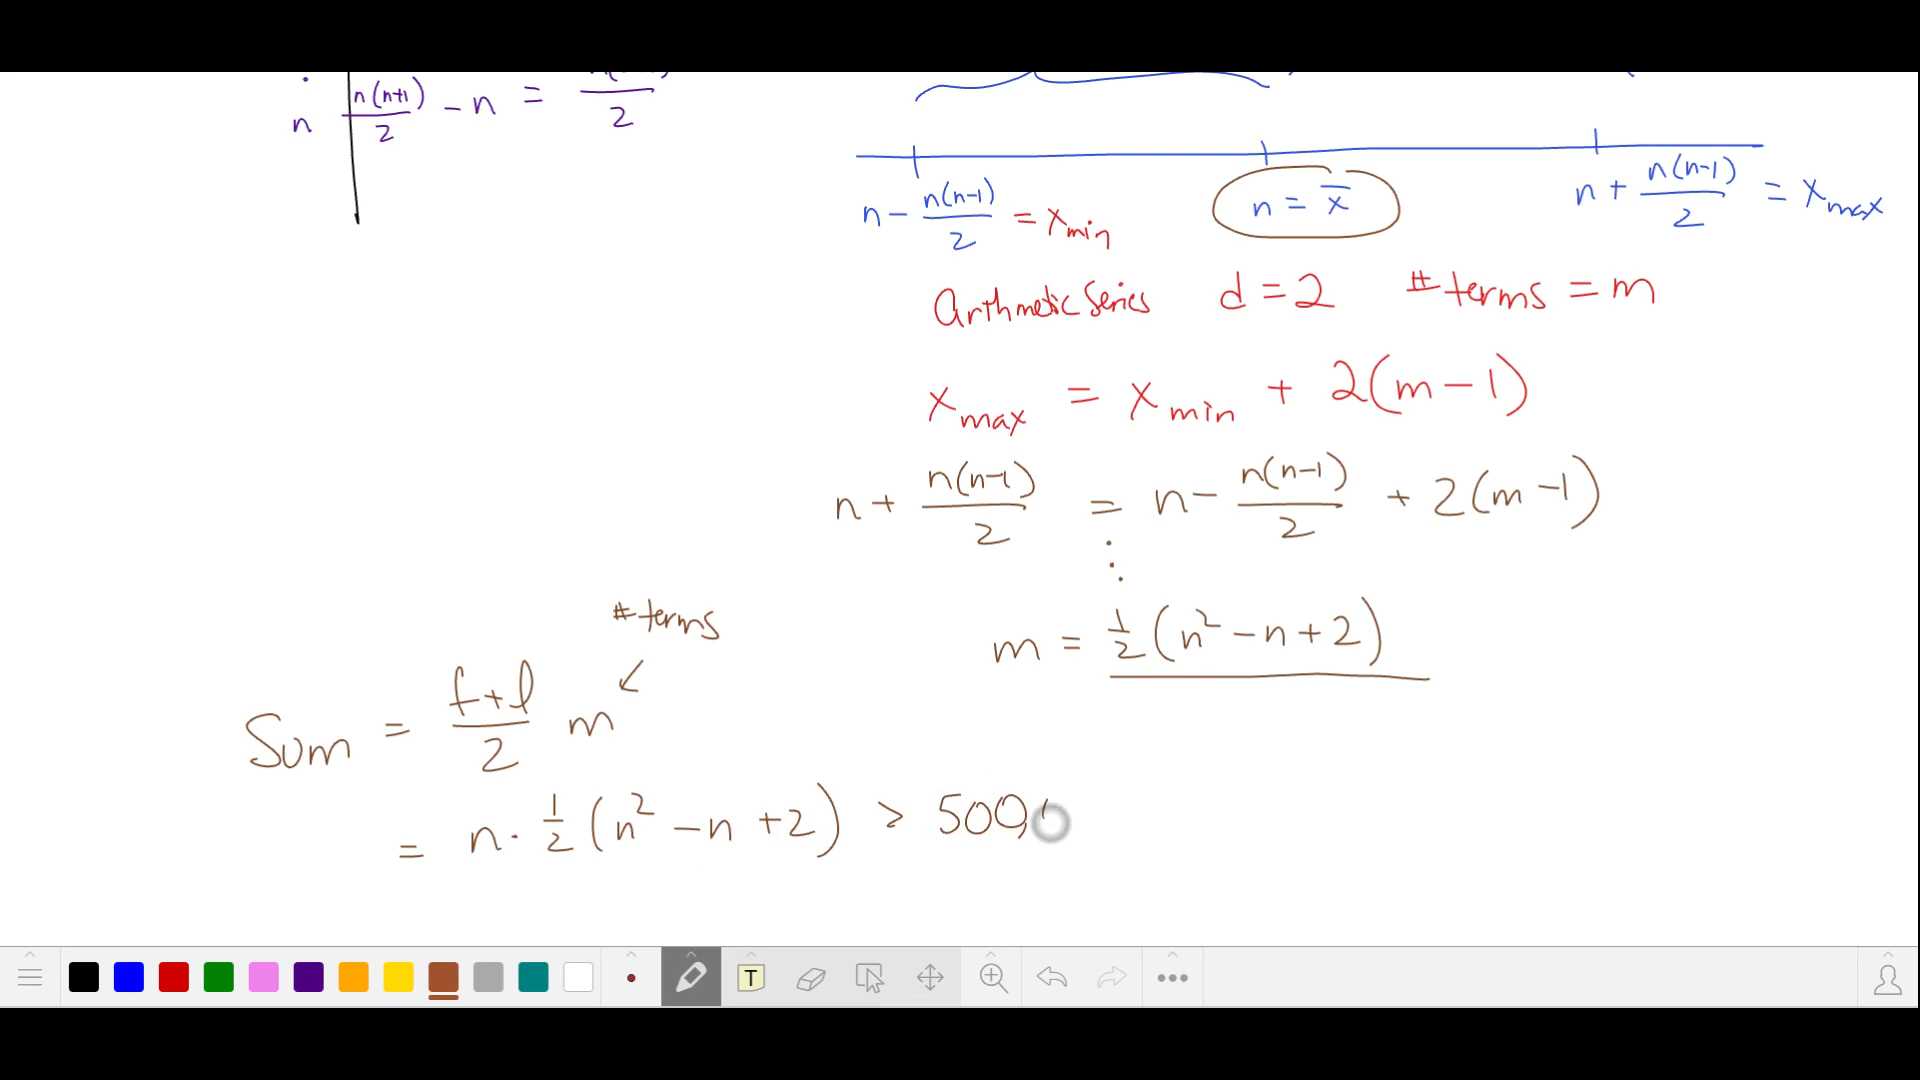 n n(n+1)/2 - n = /2
n - n(n-1)/2 = x_min
n = x̄
n + n(n-1)/2 = x_max
Arthmetic Series d = 2 # terms = m
x_max = x_min + 2(m-1)
n + n(n-1)/2 = n - n(n-1)/2 + 2(m-1)
⋮
m = 1/2 (n² - n + 2)
# terms
Sum = f+l/2 m
= n · 1/2 (n² - n + 2) > 500,
T